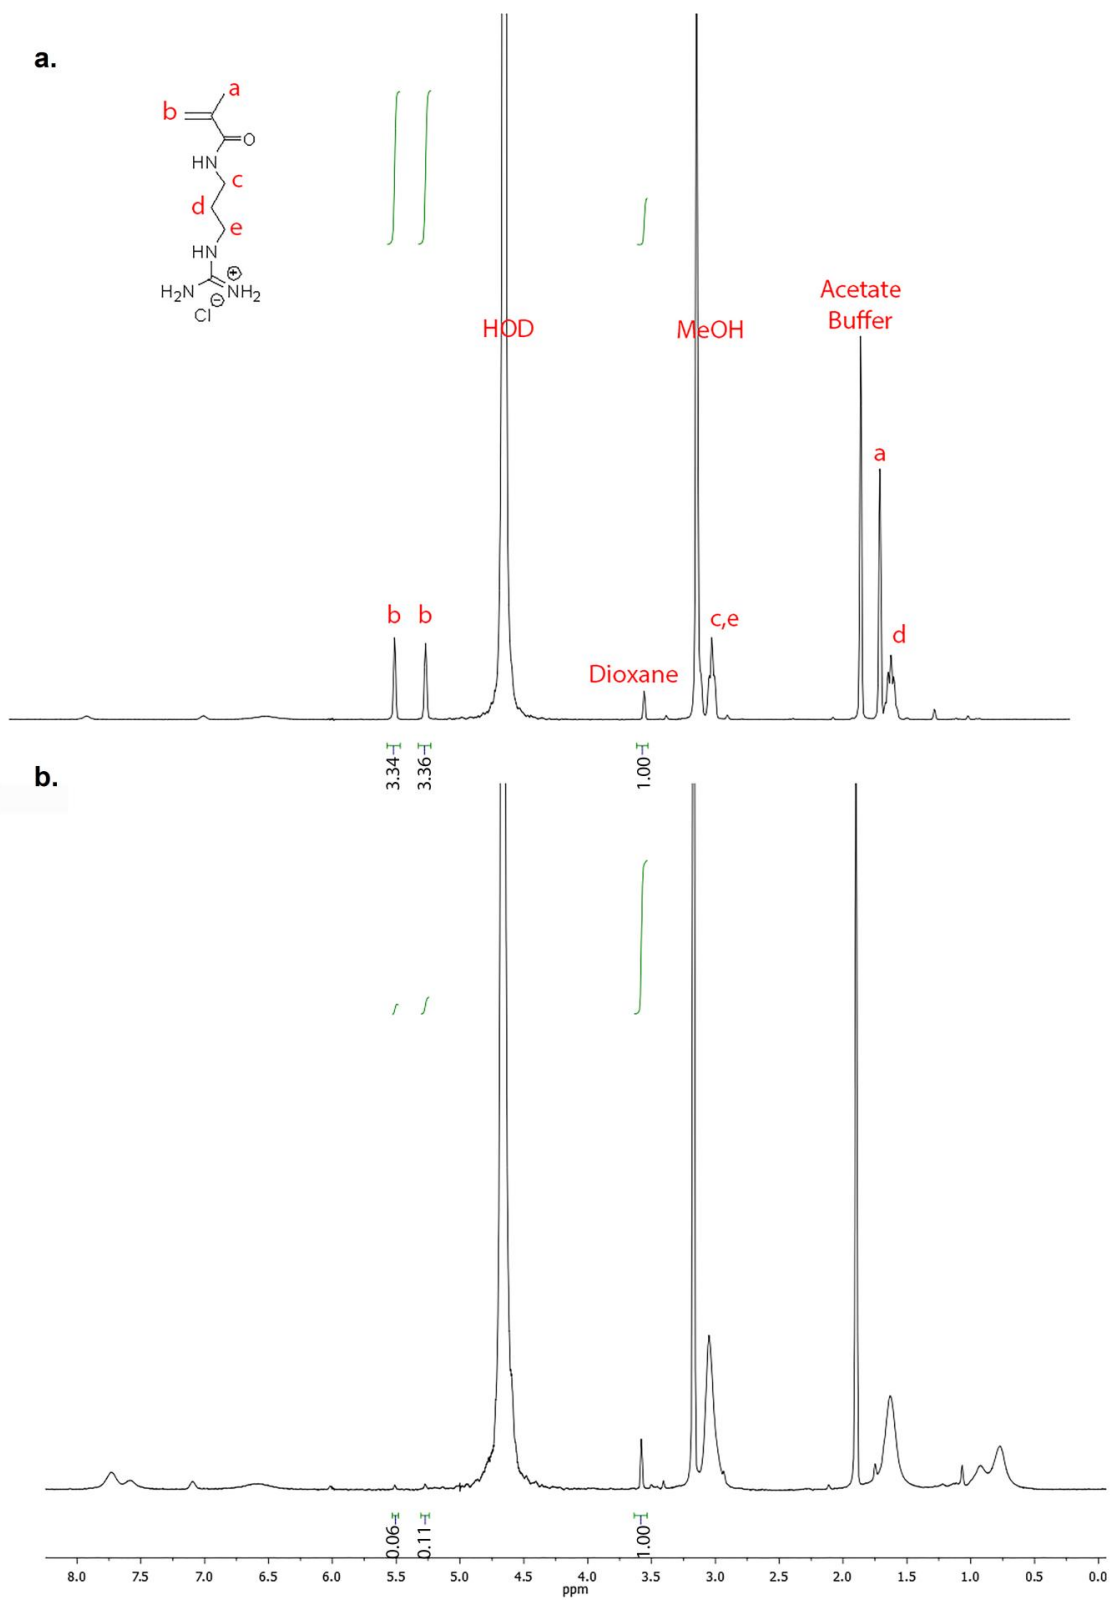 a.
a
b
O
HN
c
d
e
HN
+
H₂N
NH₂
−
Cl
HOD
MeOH
Acetate
Buffer
a
b
b
Dioxane
c,e
d
3.34
3.36
1.00
b.
0.06
0.11
1.00
8.0 7.5 7.0 6.5 6.0 5.5 5.0 4.5 4.0 3.5 3.0 2.5 2.0 1.5 1.0 0.5 0.0
ppm